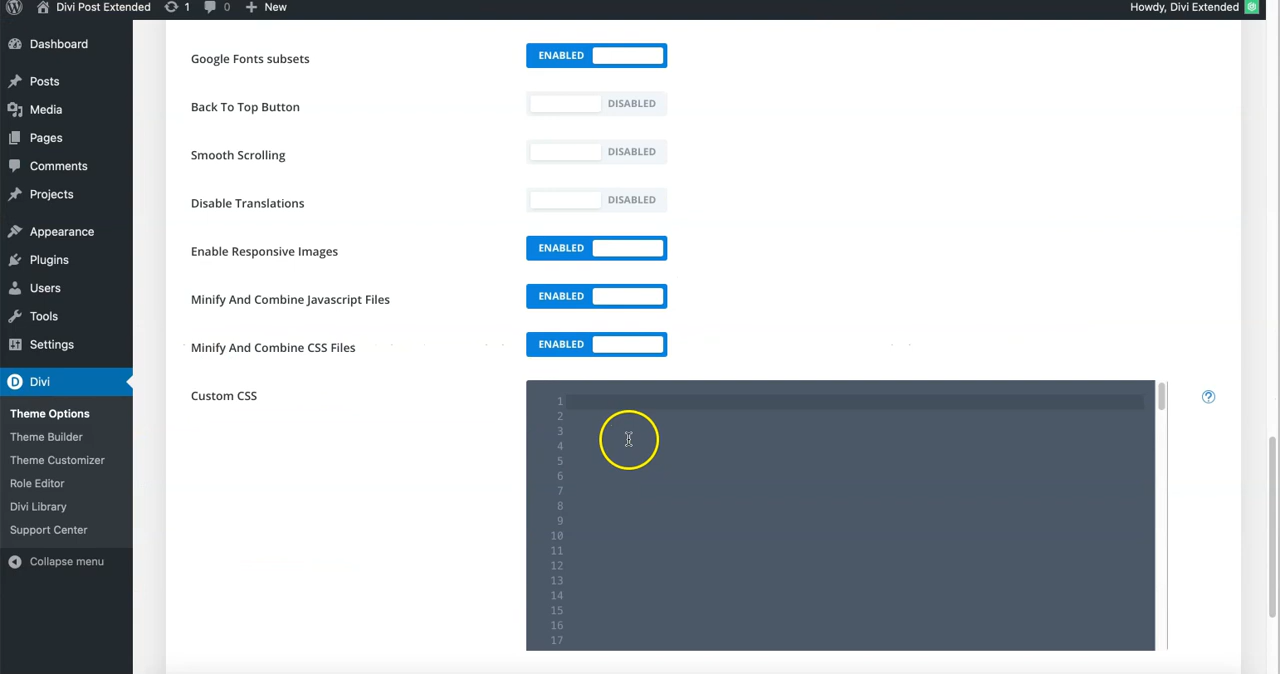 Divi Post Extended 1 0 New Howdy, Divi Extended
Dashboard
Posts
Media
Pages
Comments
Projects
Appearance
Plugins
Users
Tools
Settings
Divi
Theme Options
Theme Builder
Theme Customizer
Role Editor
Divi Library
Support Center
Collapse menu
Google Fonts subsets ENABLED
Back To Top Button DISABLED
Smooth Scrolling DISABLED
Disable Translations DISABLED
Enable Responsive Images ENABLED
Minify And Combine Javascript Files ENABLED
Minify And Combine CSS Files ENABLED
Custom CSS
1
2
3
4
5
6
7
8
9
10
11
12
13
14
15
16
17